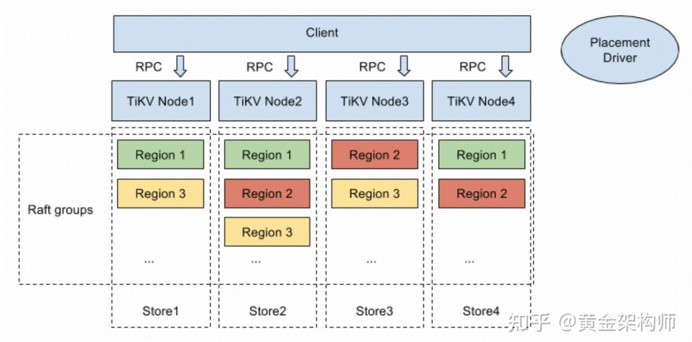 Client
Placement
Driver
RPC
RPC
RPC
RPC
TiKV Node1
TiKV Node2
TiKV Node3
TiKV Node4
Region 1
Region 1
Region 2
Region 1
Region 3
Region 2
Region 3
Region 2
Raft groups
Region 3
...
...
...
...
Store1
Store2
Store3
Store4
知乎 @黄金架构师